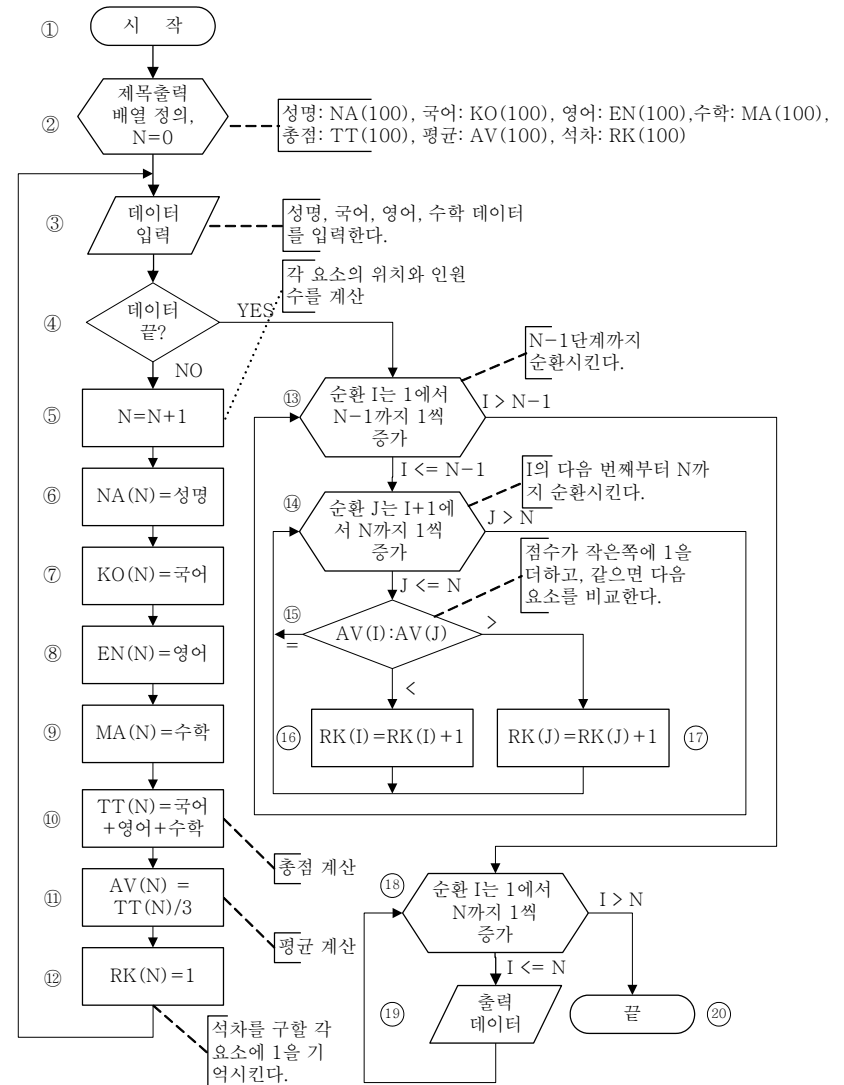 ① 시 작
② 제목출력
배열 정의,
N=0
성명: NA(100), 국어: KO(100), 영어: EN(100),수학: MA(100),
총점: TT(100), 평균: AV(100), 석차: RK(100)
③ 데이터
입력
성명, 국어, 영어, 수학 데이터
를 입력한다.
각 요소의 위치와 인원
수를 계산
④ 데이터
끝?
YES
NO
⑤ N=N+1
⑥ NA(N)=성명
⑦ KO(N)=국어
⑧ EN(N)=영어
⑨ MA(N)=수학
⑩ TT(N)=국어
+영어+수학
총점 계산
⑪ AV(N) =
TT(N)/3
평균 계산
⑫ RK(N)=1
석차를 구할 각
요소에 1을 기
억시킨다.
N-1단계까지
순환시킨다.
⑬ 순환 I는 1에서
N-1까지 1씩
증가
I > N-1
I <= N-1
I의 다음 번째부터 N까
지 순환시킨다.
⑭ 순환 J는 I+1에
서 N까지 1씩
증가
J > N
J <= N
점수가 작은쪽에 1을
더하고, 같으면 다음
요소를 비교한다.
⑮ AV(I):AV(J)
=
>
<
⑯ RK(I)=RK(I)+1
RK(J)=RK(J)+1 ⑰
⑱ 순환 I는 1에서
N까지 1씩
증가
I > N
I <= N
⑲ 출력
데이터
끝 ⑳